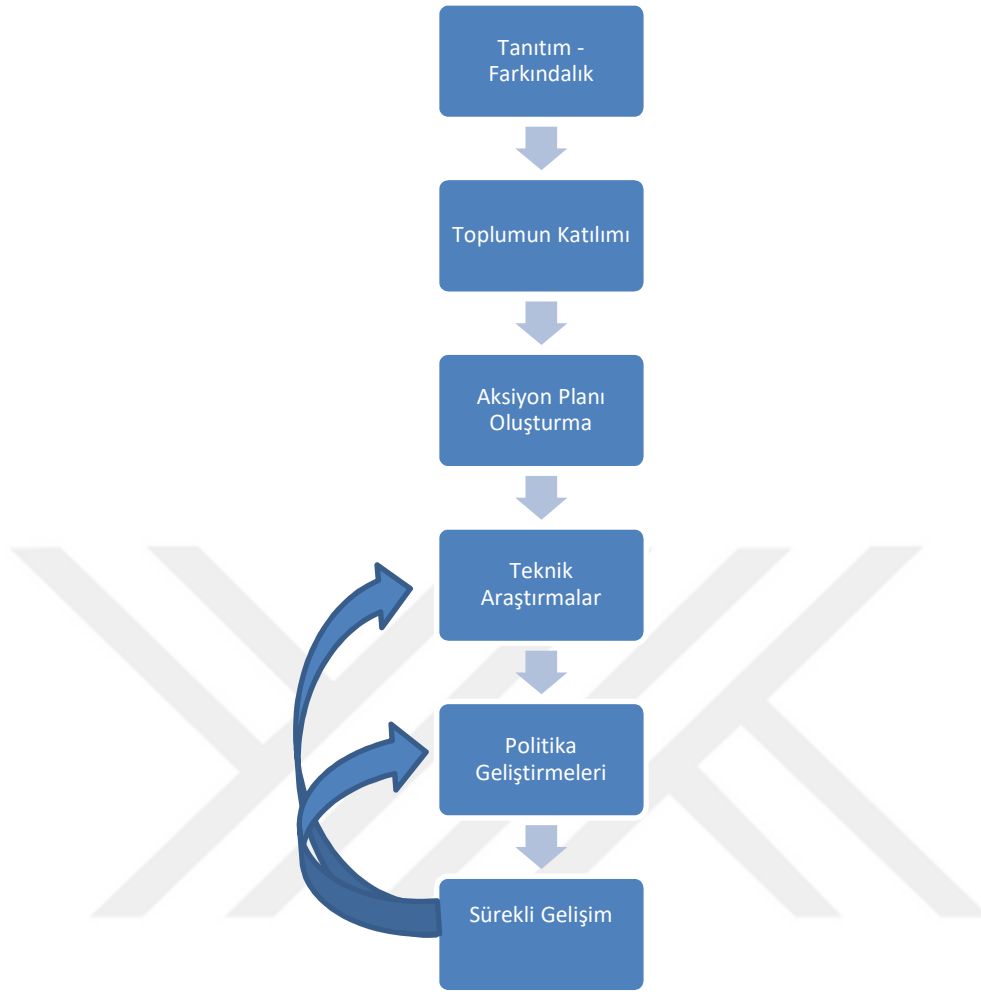 Tanıtım -
Farkındalık
Toplumun Katılımı
Aksiyon Planı
Oluşturma
Teknik
Araştırmalar
Politika
Geliştirmeleri
Sürekli Gelişim